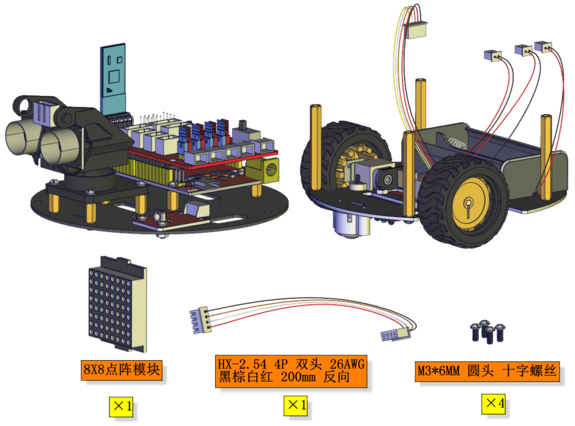 8X8点阵模块
HX-2.54 4P 双头 26AWG
黑棕白红 200mm 反向
M3*6MM 圆头 十字螺丝
×1
×1
×4